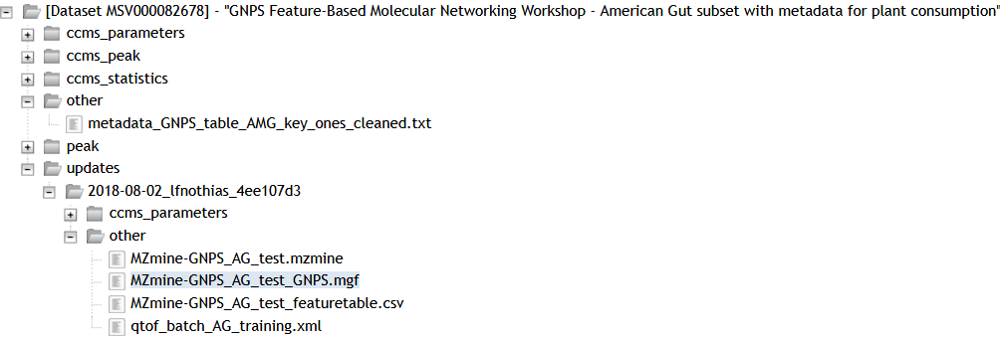 [Dataset MSV000082678] - "GNPS Feature-Based Molecular Networking Workshop - American Gut subset with metadata for plant consumption"
ccms_parameters
ccms_peak
ccms_statistics
other
metadata_GNPS_table_AMG_key_ones_cleaned.txt
peak
updates
2018-08-02_lfnothias_4ee107d3
ccms_parameters
other
MZmine-GNPS_AG_test.mzmine
MZmine-GNPS_AG_test_GNPS.mgf
MZmine-GNPS_AG_test_featuretable.csv
qtof_batch_AG_training.xml